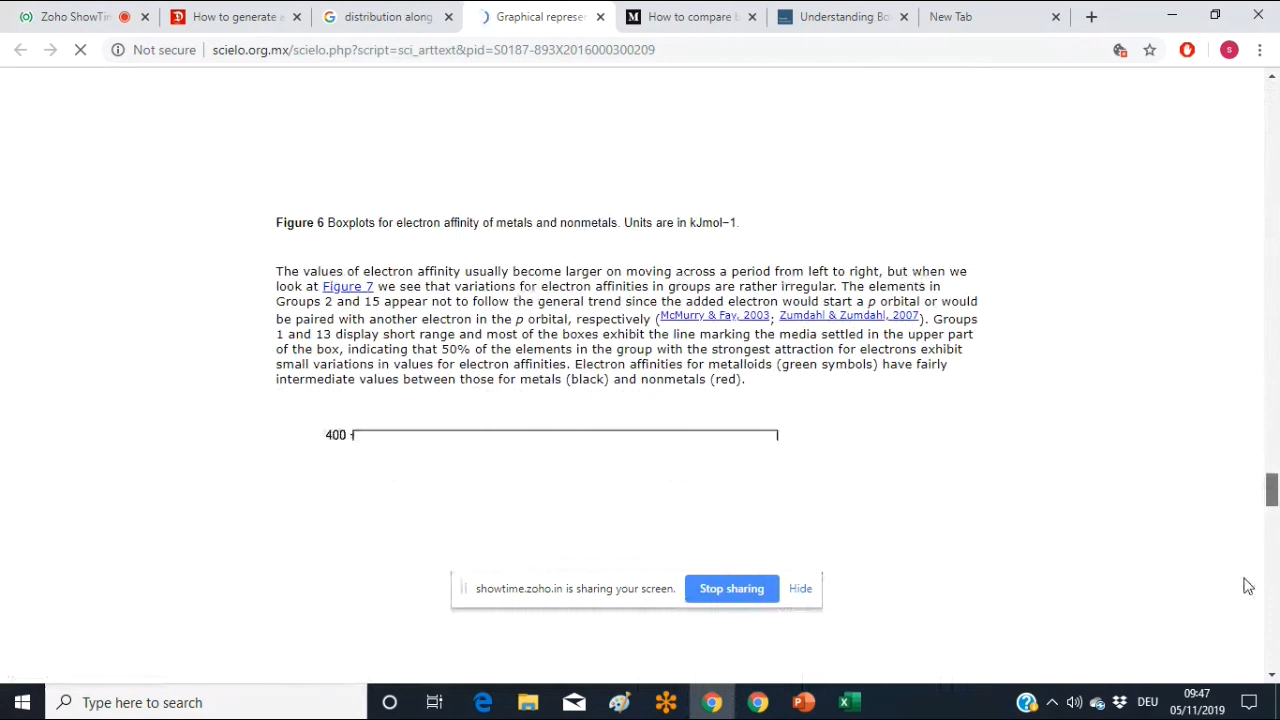 Zoho ShowTim
How to generate a
distribution along
Graphical represe
How to compare b
Understanding Bo
New Tab
Not secure
scielo.org.mx/scielo.php?script=sci_arttext&pid=S0187-893X2016000300209
s
Figure 6 Boxplots for electron affinity of metals and nonmetals. Units are in kJmol−1.
The values of electron affinity usually become larger on moving across a period from left to right, but when we
look at Figure 7 we see that variations for electron affinities in groups are rather irregular. The elements in
Groups 2 and 15 appear not to follow the general trend since the added electron would start a p orbital or would
be paired with another electron in the p orbital, respectively (McMurry & Fay, 2003; Zumdahl & Zumdahl, 2007). Groups
1 and 13 display short range and most of the boxes exhibit the line marking the media settled in the upper part
of the box, indicating that 50% of the elements in the group with the strongest attraction for electrons exhibit
small variations in values for electron affinities. Electron affinities for metalloids (green symbols) have fairly
intermediate values between those for metals (black) and nonmetals (red).
400
showtime.zoho.in is sharing your screen.
Stop sharing
Hide
Type here to search
DEU
09:47
05/11/2019